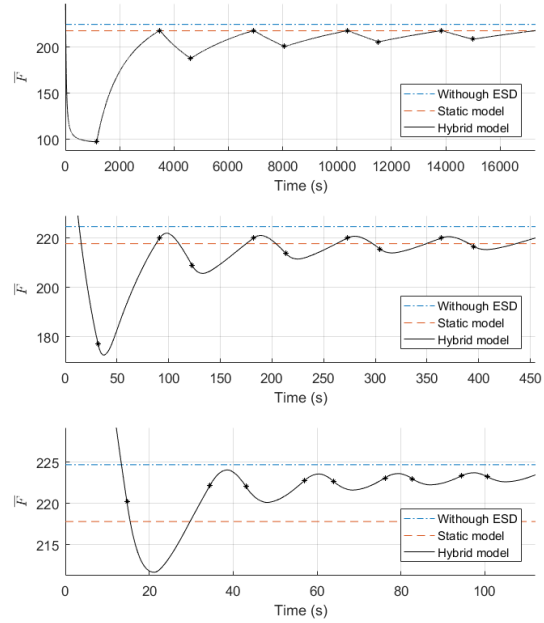 200
150
100
F
0
2000
4000
6000
8000
10000
12000
14000
16000
Time (s)
Withough ESD
Static model
Hybrid model
220
200
180
F
0
50
100
150
200
250
300
350
400
450
Time (s)
Withough ESD
Static model
Hybrid model
225
215
F
0
20
40
60
80
100
Time (s)
Withough ESD
Static model
Hybrid model